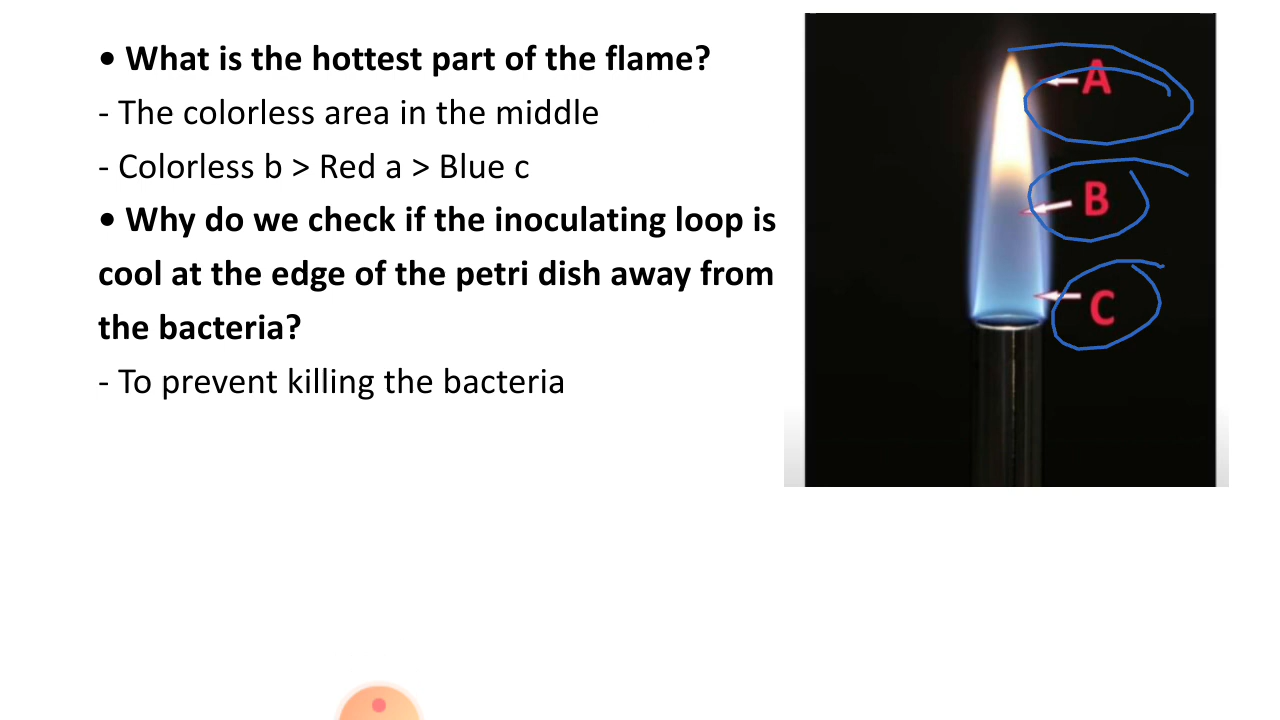 • What is the hottest part of the flame?
- The colorless area in the middle
- Colorless b > Red a > Blue c
• Why do we check if the inoculating loop is
cool at the edge of the petri dish away from
the bacteria?
- To prevent killing the bacteria
A
B
C